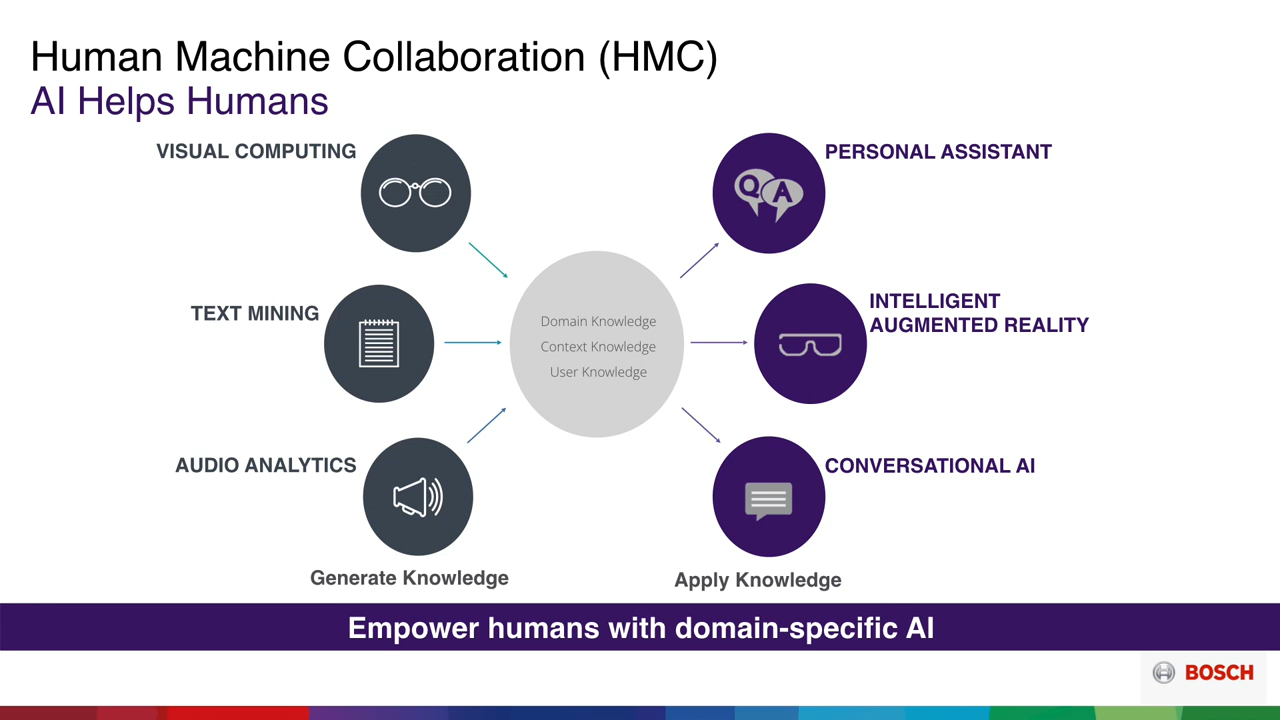 Human Machine Collaboration (HMC)
AI Helps Humans
VISUAL COMPUTING
PERSONAL ASSISTANT
Q A
TEXT MINING
INTELLIGENT
AUGMENTED REALITY
Domain Knowledge
Context Knowledge
User Knowledge
AUDIO ANALYTICS
CONVERSATIONAL AI
Generate Knowledge
Apply Knowledge
Empower humans with domain-specific AI
BOSCH